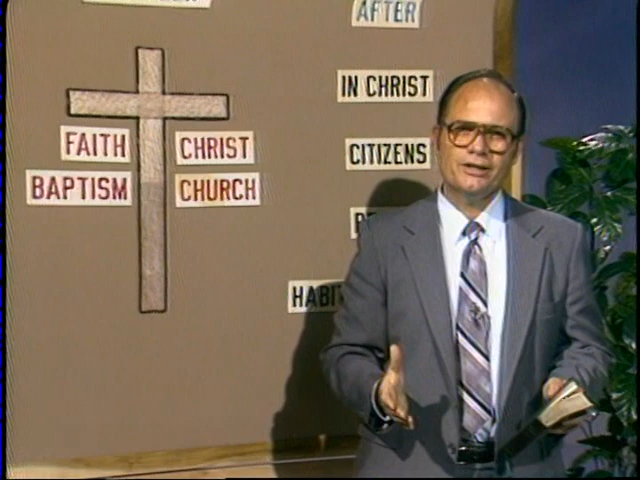 AFTER
IN CHRIST
FAITH CHRIST
CITIZENS
BAPTISM CHURCH